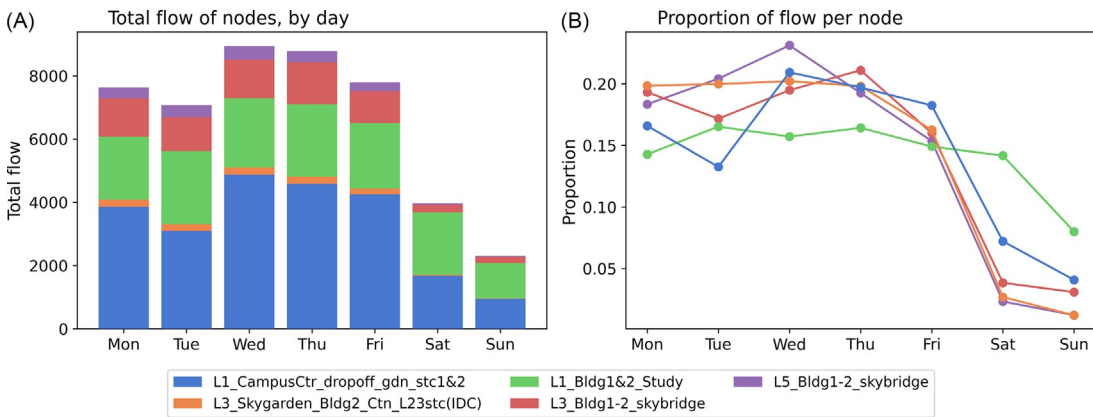 (A)
Total flow of nodes, by day
Total flow
8000
6000
4000
2000
0
Mon Tue Wed Thu Fri Sat Sun
(B)
Proportion of flow per node
Proportion
0.20
0.15
0.10
0.05
Mon Tue Wed Thu Fri Sat Sun
L1_CampusCtr_dropoff_gdn_stc1&2
L3_Skygarden_Bldg2_Ctn_L23stc(IDC)
L1_Bldg1&2_Study
L3_Bldg1-2_skybridge
L5_Bldg1-2_skybridge